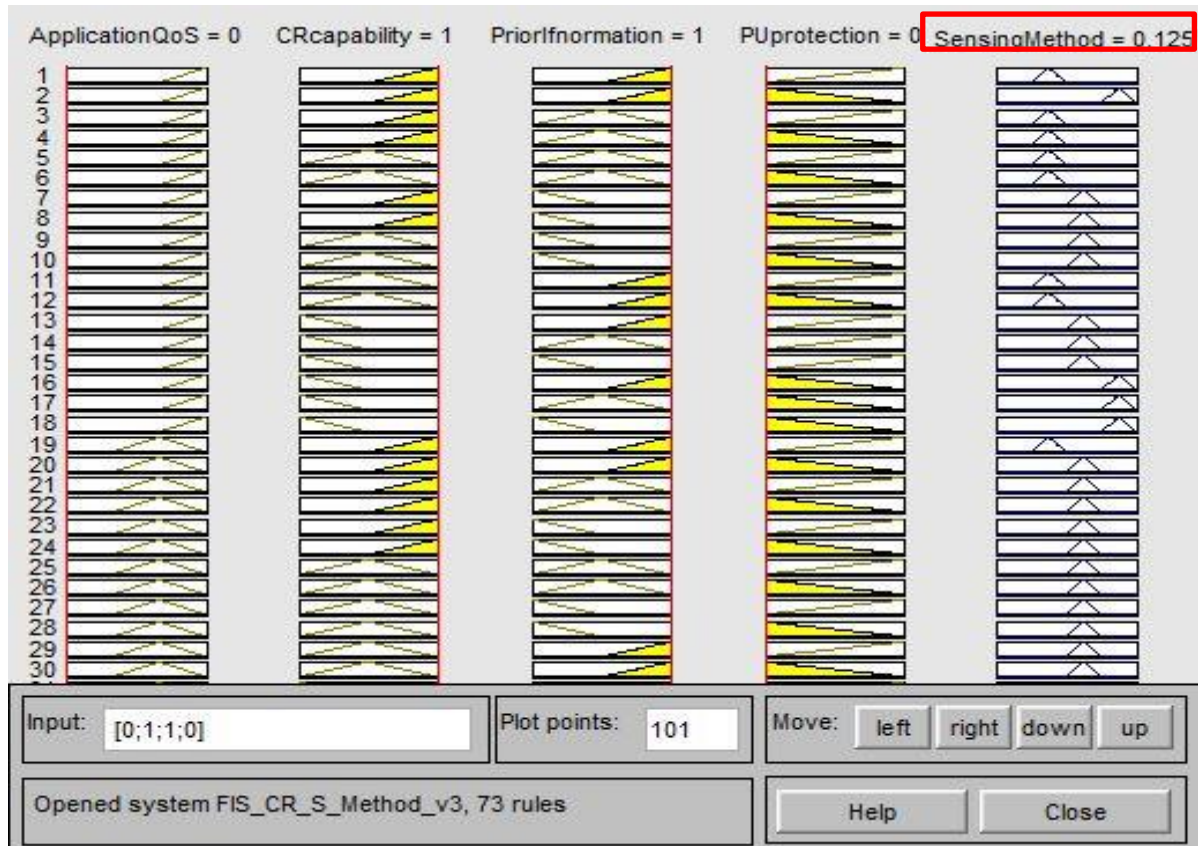 ApplicationQoS = 0
CRcapability = 1
PriorIfnormation = 1
PUprotection = 0
SensingMethod = 0.125
1
2
3
4
5
6
7
8
9
10
11
12
13
14
15
16
17
18
19
20
21
22
23
24
25
26
27
28
29
30
Input: [0;1;1;0]
Plot points: 101
Move: left right down up
Opened system FIS_CR_S_Method_v3, 73 rules
Help
Close